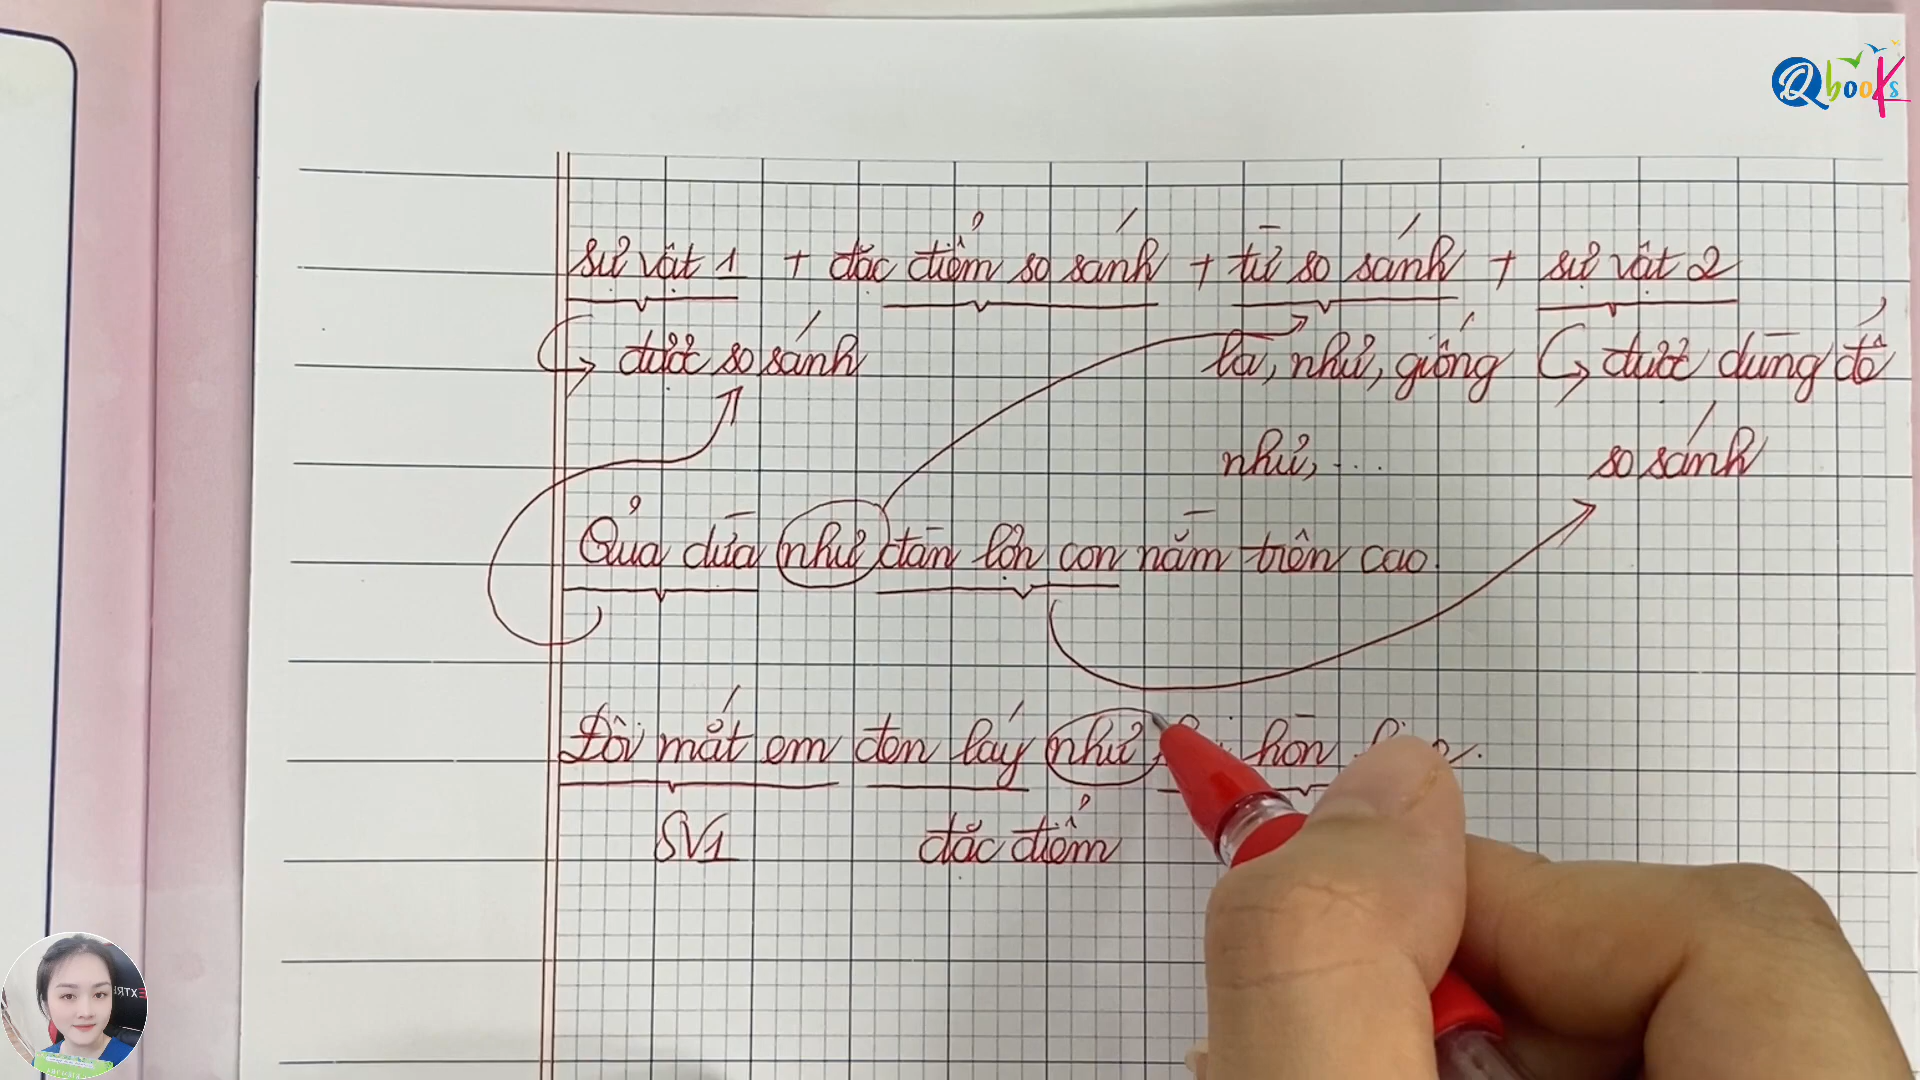 Qbooks
sự vật 1 + đặc điểm so sánh + từ so sánh + sự vật 2
được so sánh là, như, giống được dùng để
như, ... so sánh
Quả dừa như đàn lợn con nằm trên cao.
Đôi mắt em đen láy như hòn
SV1 đặc điểm